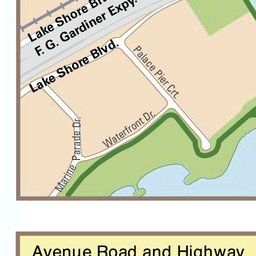 Lake Shore Blvd.
F. G. Gardiner Expy.
Lake Shore Blvd.
Palace Pier Crt.
Waterfront Dr.
Marine Parade Dr.
Avenue Road and Highway